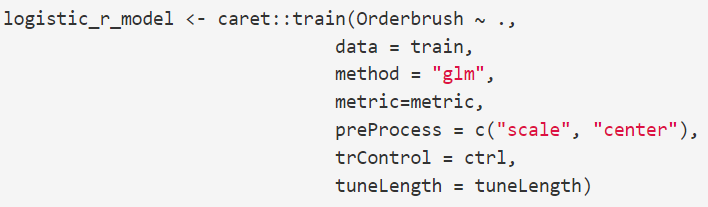 logistic_r_model <- caret::train(Orderbrush ~ .,
data = train,
method = "glm",
metric=metric,
preProcess = c("scale", "center"),
trControl = ctrl,
tuneLength = tuneLength)